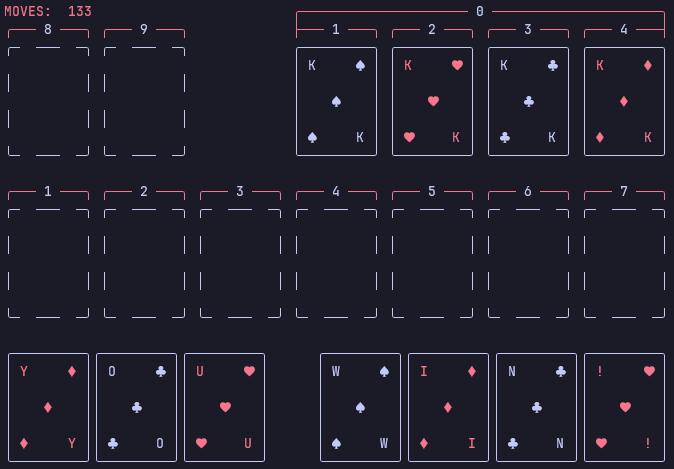 MOVES: 133
0
8 9 1 2 3 4
K ♠ K ♥ K ♣ K ♦
♠ ♥ ♣ ♦
♠ K ♥ K ♣ K ♦ K
1 2 3 4 5 6 7
Y ♦ O ♣ U ♥ W ♠ I ♦ N ♣ ! ♥
♦ ♣ ♥ ♠ ♦ ♣ ♥
♦ Y ♣ O ♥ U ♠ W ♦ I ♣ N ♥ !